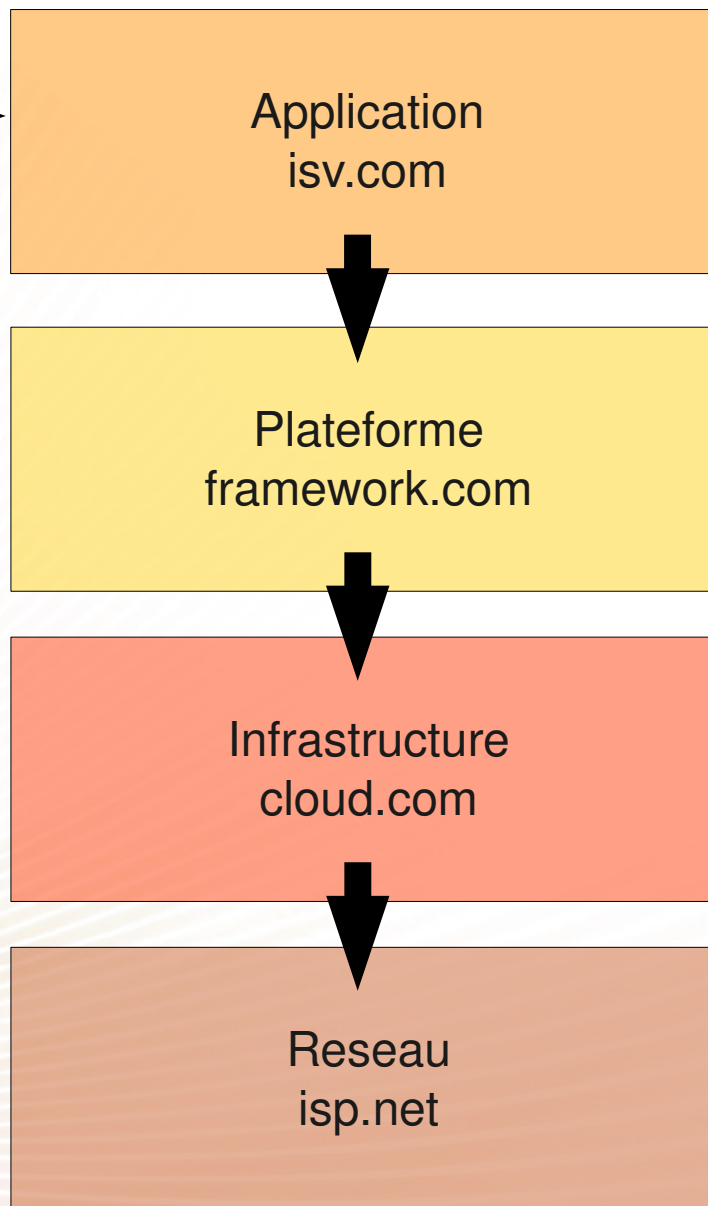 Application
isv.com
Plateforme
framework.com
Infrastructure
cloud.com
Reseau
isp.net